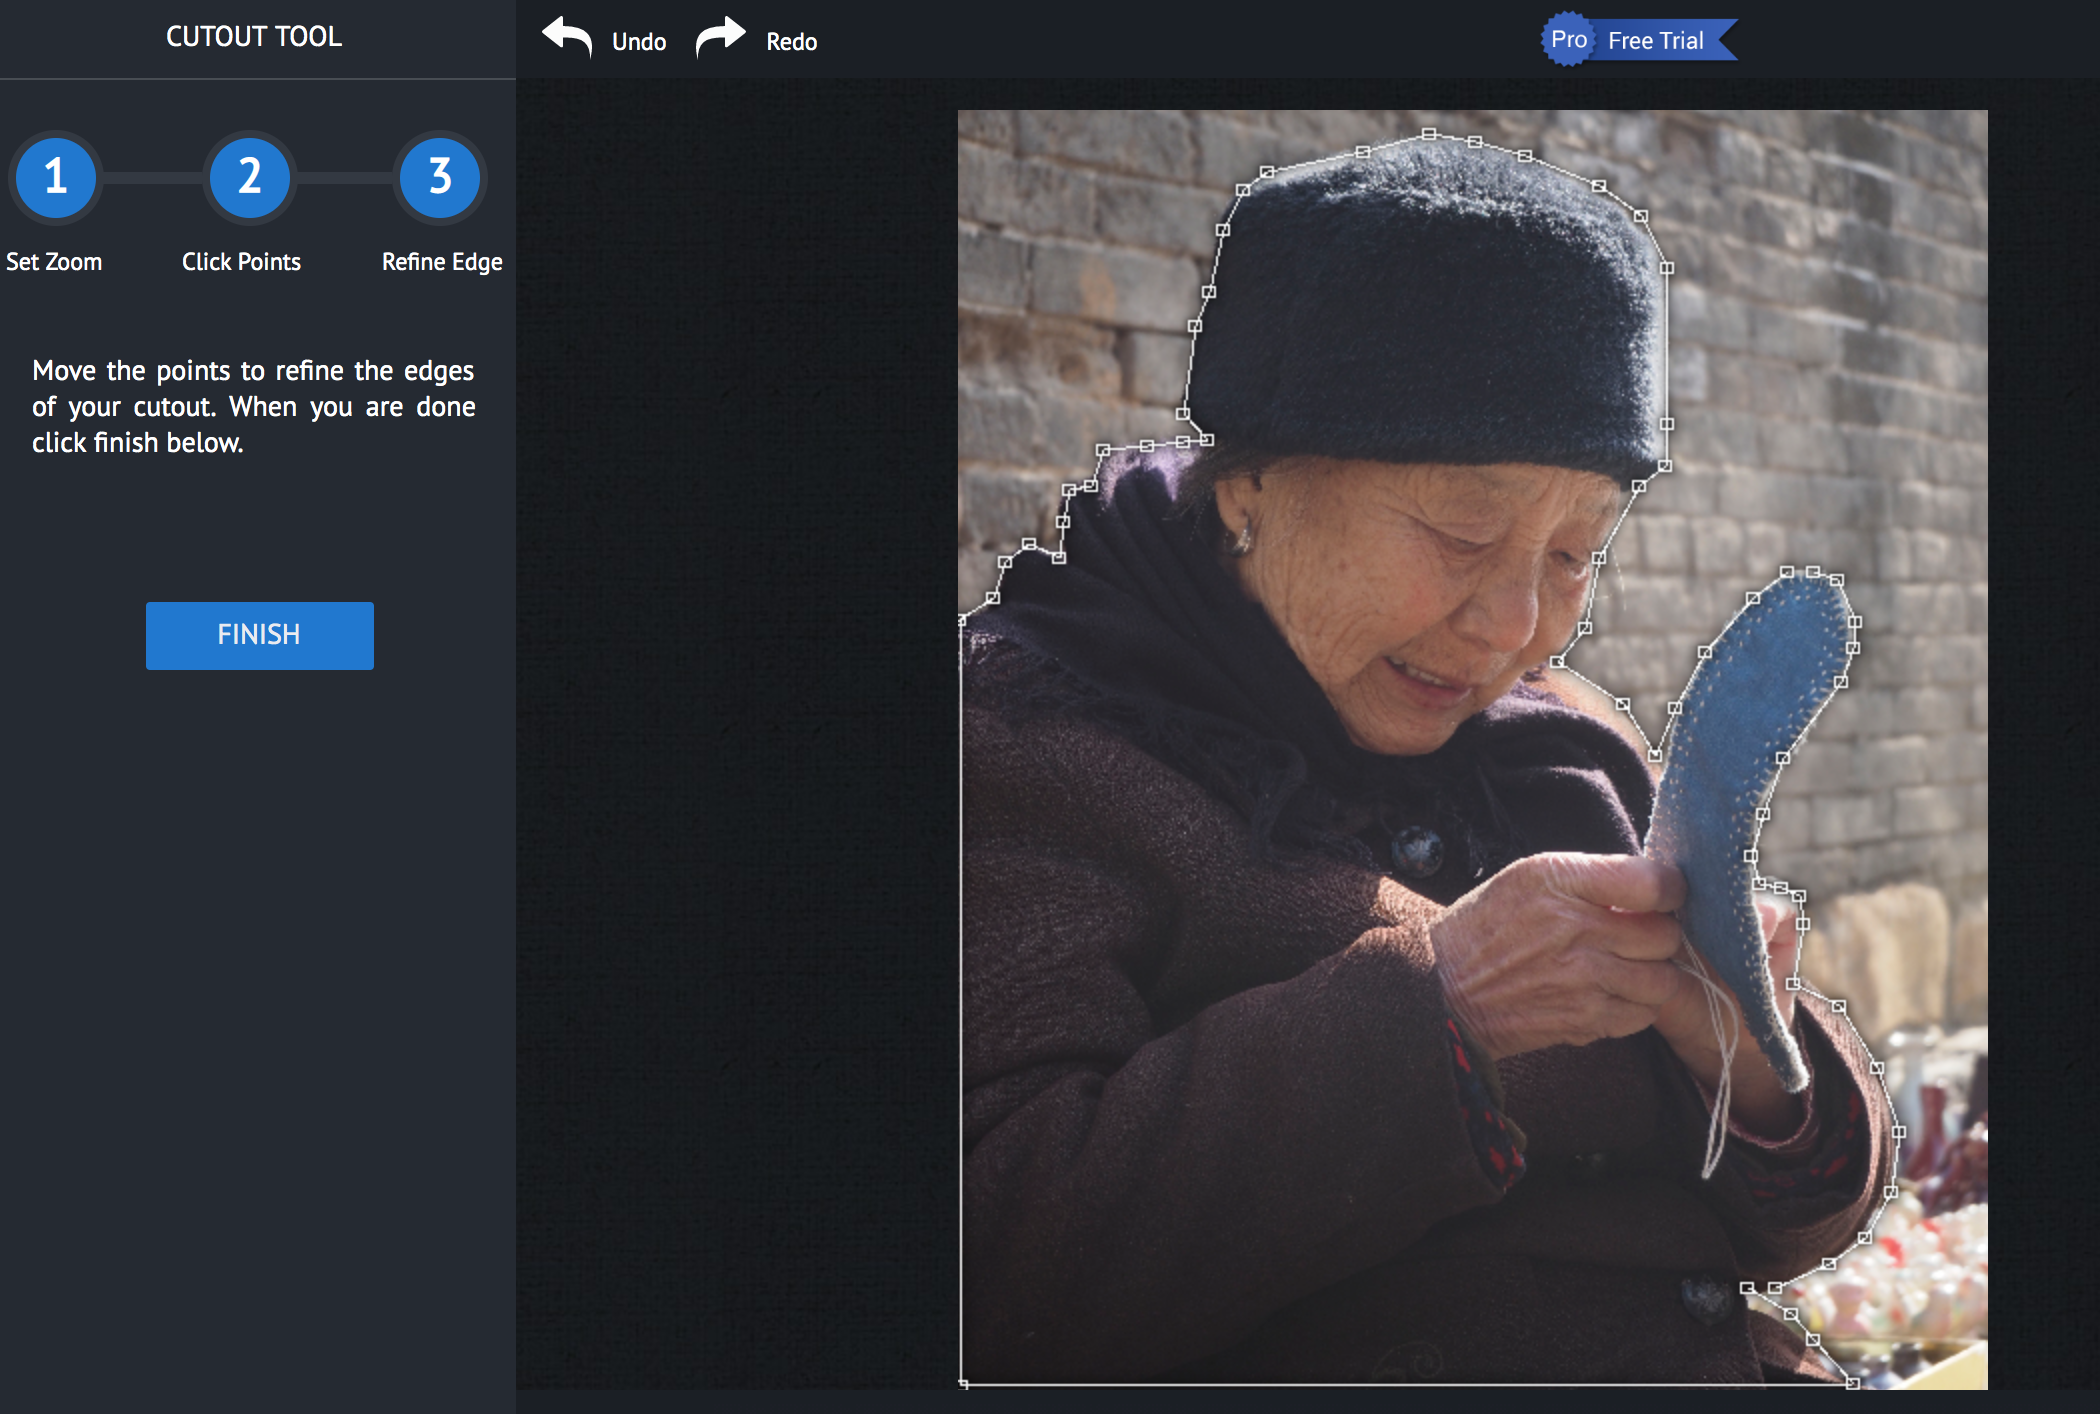 CUTOUT TOOL
Undo
Redo
Pro
Free Trial
1
2
3
Set Zoom
Click Points
Refine Edge
Move the points to refine the edges
of your cutout. When you are done
click finish below.
FINISH